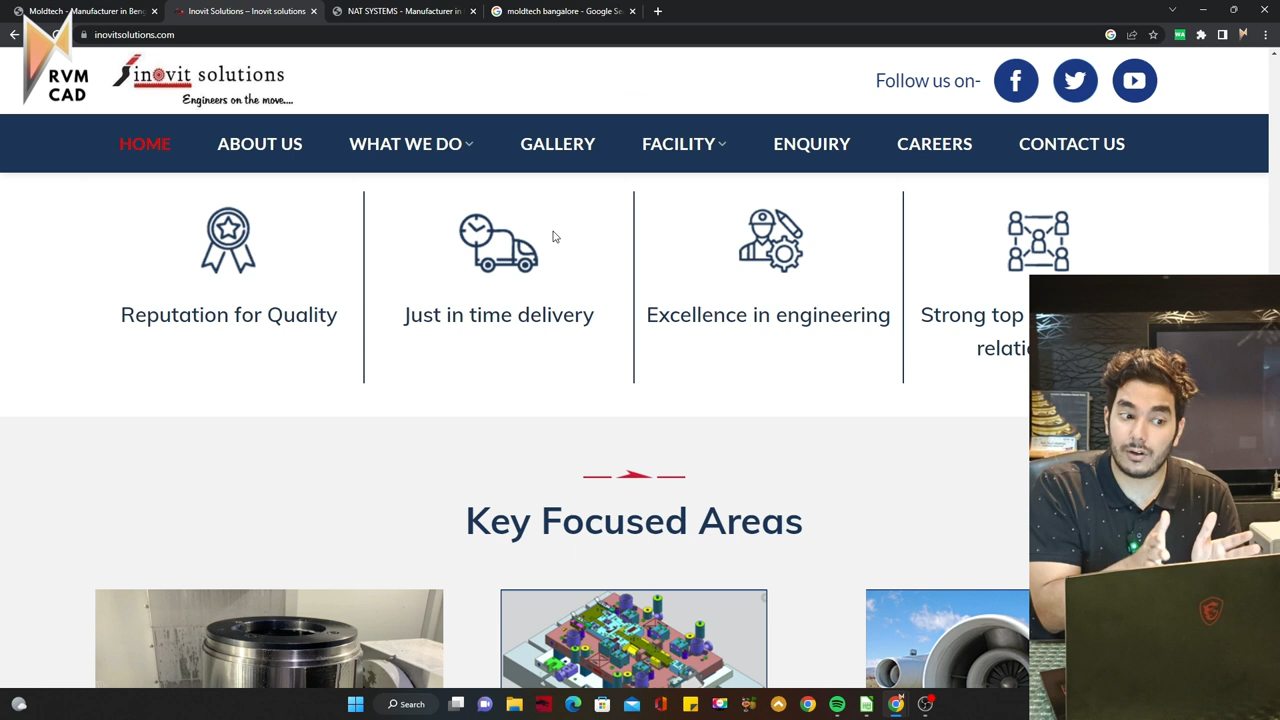 Moldtech - Manufacturer in Beng
Inovit Solutions – Inovit solutions
NAT SYSTEMS - Manufacturer in
moldtech bangalore - Google Se
inovitsolutions.com
RVM
CAD
inovit solutions
Engineers on the move....
Follow us on-
HOME
ABOUT US
WHAT WE DO
GALLERY
FACILITY
ENQUIRY
CAREERS
CONTACT US
Reputation for Quality
Just in time delivery
Excellence in engineering
Strong top
relati
Key Focused Areas
Search